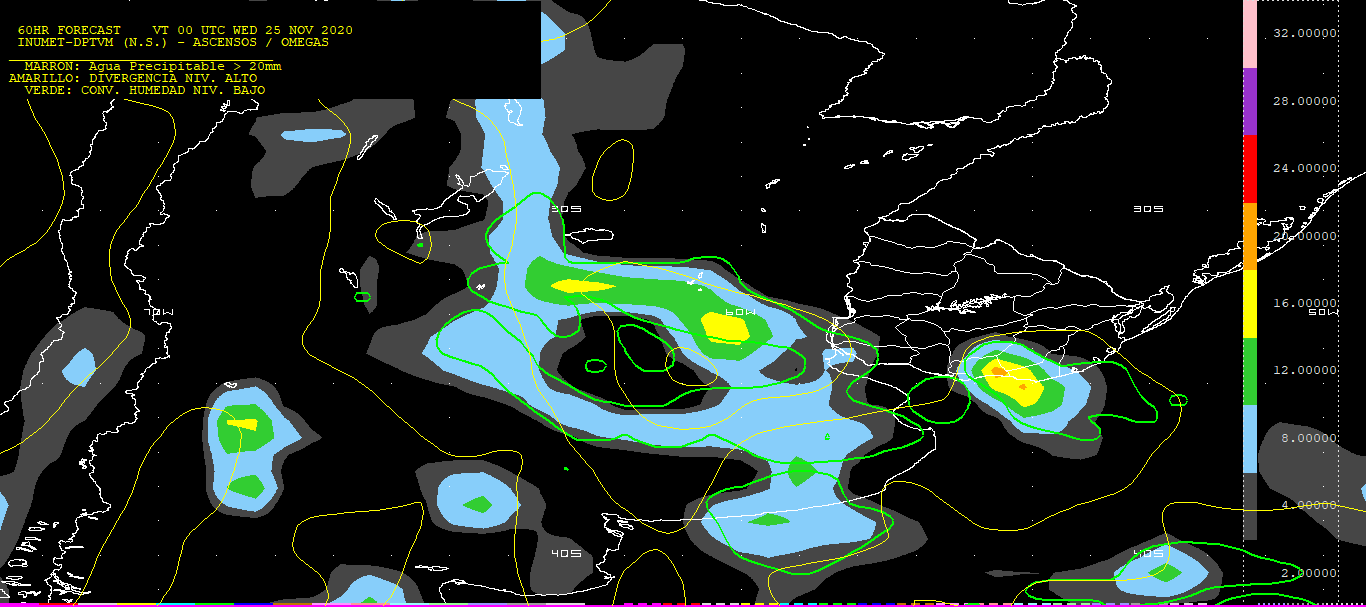 60HR FORECAST VT 00 UTC WED 25 NOV 2020
INUMET-DPTVM (N.S.) - ASCENSOS / OMEGAS
MARRON: Agua Precipitable > 20mm
AMARILLO: DIVERGENCIA NIV. ALTO
VERDE: CONV. HUMEDAD NIV. BAJO
32.00000
28.00000
24.00000
30S
30S
20.00000
16.00000
70W
60W
50W
12.00000
8.00000
4.00000
40S
40S
2.00000